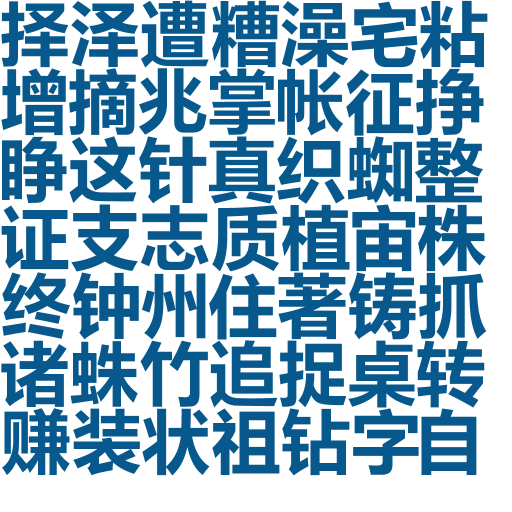 择泽遭糟澡宅粘
增摘兆掌帐征挣
睁这针真织蜘整
证支志质植宙株
终钟州住著铸抓
诸蛛竹追捉桌转
赚装状祖钻字自